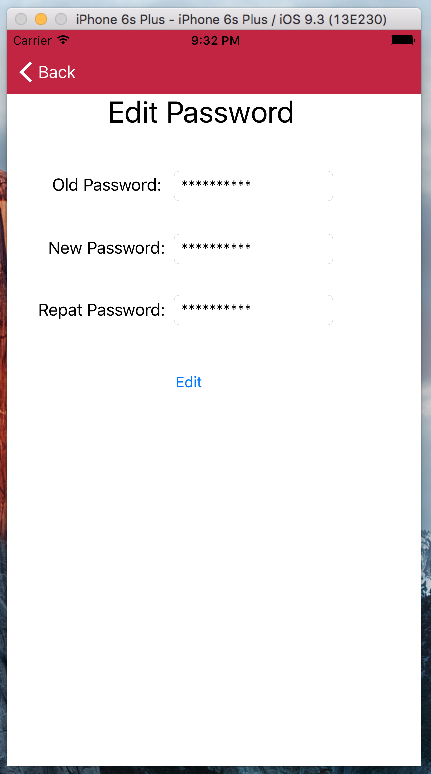 iPhone 6s Plus - iPhone 6s Plus / iOS 9.3 (13E230)
Carrier 9:32 PM
Back
Edit Password
Old Password: **********
New Password: **********
Repat Password: **********
Edit